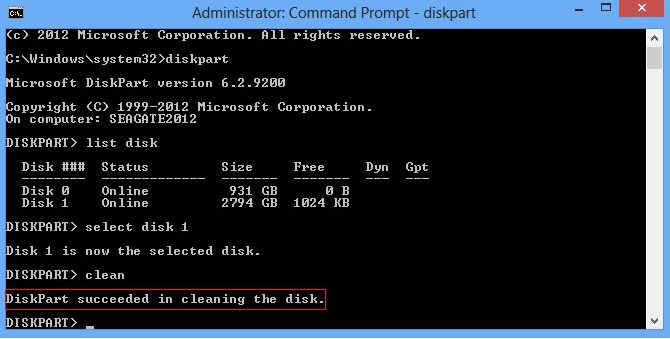 Administrator: Command Prompt - diskpart
(c) 2012 Microsoft Corporation. All rights reserved.
C:\Windows\system32>diskpart
Microsoft DiskPart version 6.2.9200
Copyright (C) 1999-2012 Microsoft Corporation.
On computer: SEAGATE2012
DISKPART> list disk
Disk ### Status Size Free Dyn Gpt
-------- ------------- ------- ------- --- ---
Disk 0 Online 931 GB 0 B
Disk 1 Online 2794 GB 1024 KB
DISKPART> select disk 1
Disk 1 is now the selected disk.
DISKPART> clean
DiskPart succeeded in cleaning the disk.
DISKPART> _